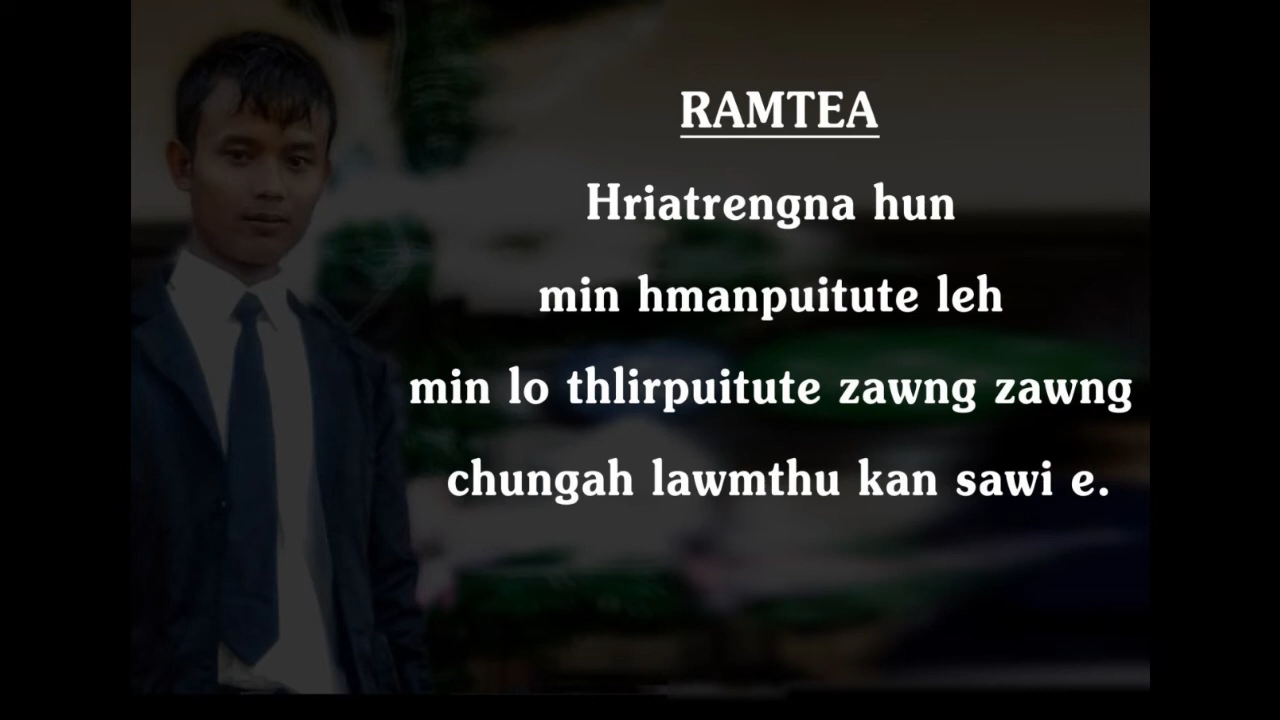 RAMTEA
Hriatrengna hun
min hmanpuitute leh
min lo thlirpuitute zawng zawng
chungah lawmthu kan sawi e.